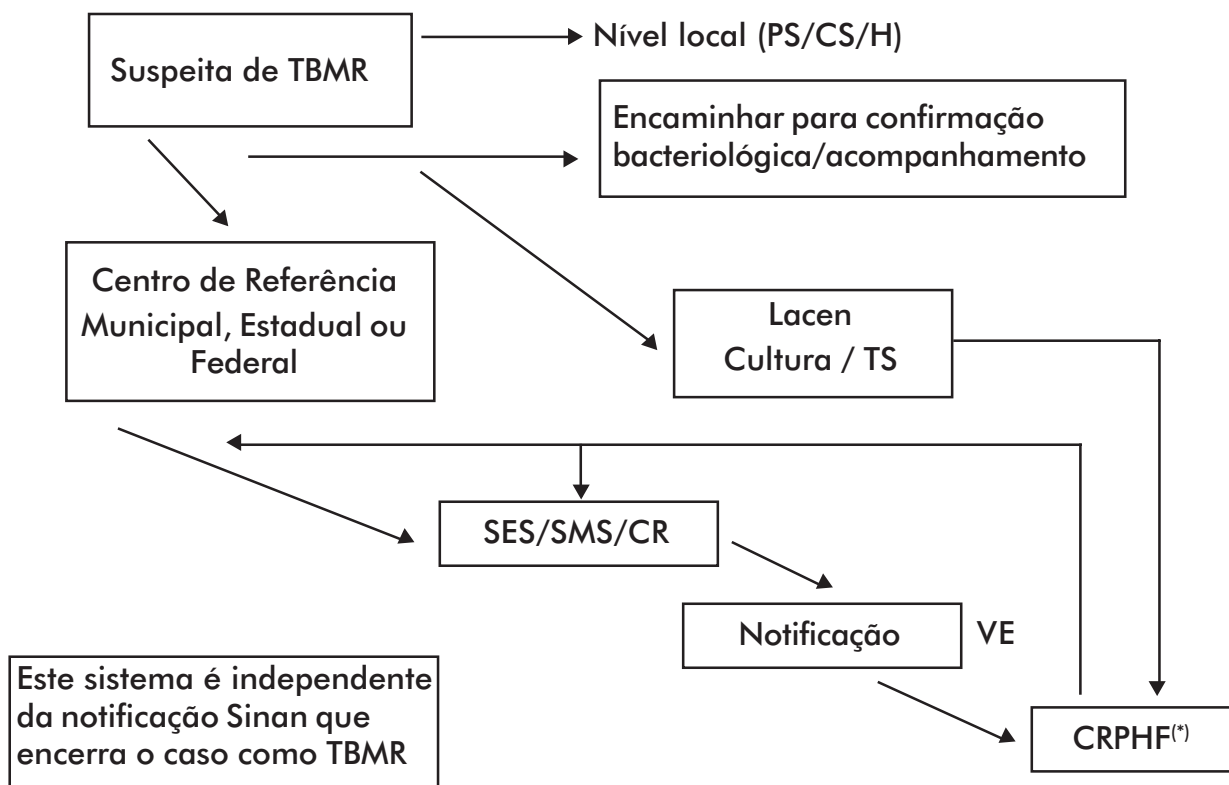 Suspeita de TBMR
Nível local (PS/CS/H)
Encaminhar para confirmação
bacteriológica/acompanhamento
Centro de Referência
Municipal, Estadual ou
Federal
Lacen
Cultura / TS
SES/SMS/CR
Notificação VE
Este sistema é independente
da notificação Sinan que
encerra o caso como TBMR
CRPHF(*)